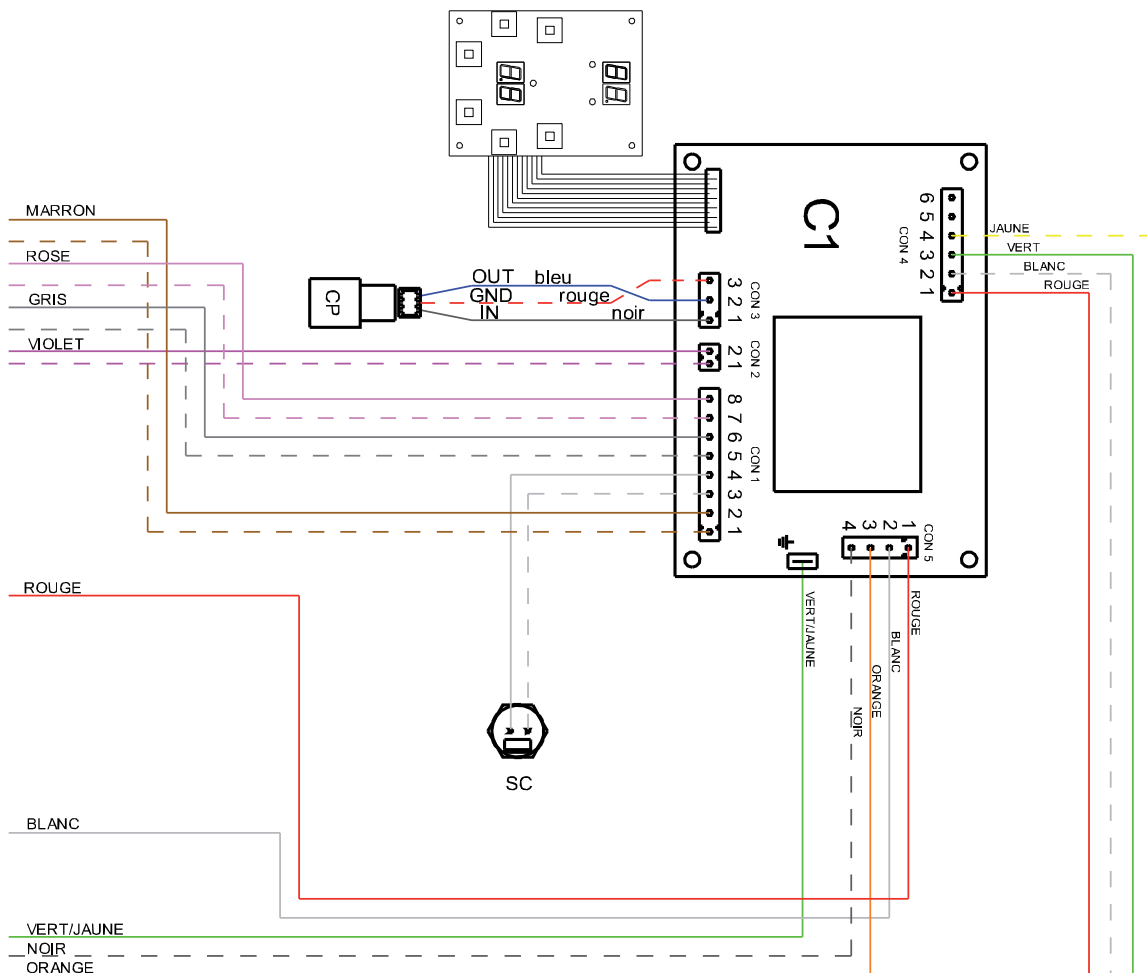 C1
6
5
4
3
2
1
CON 4
JAUNE
VERT
BLANC
ROUGE
MARRON
ROSE
GRIS
VIOLET
CP
OUT bleu
GND rouge
IN noir
3
2
1
CON 3
2
1
CON 2
8
7
6
5
4
3
2
1
CON 1
4
3
2
1
CON 5
ROUGE
VERT/JAUNE
ROUGE
BLANC
ORANGE
NOIR
SC
BLANC
VERT/JAUNE
NOIR
ORANGE